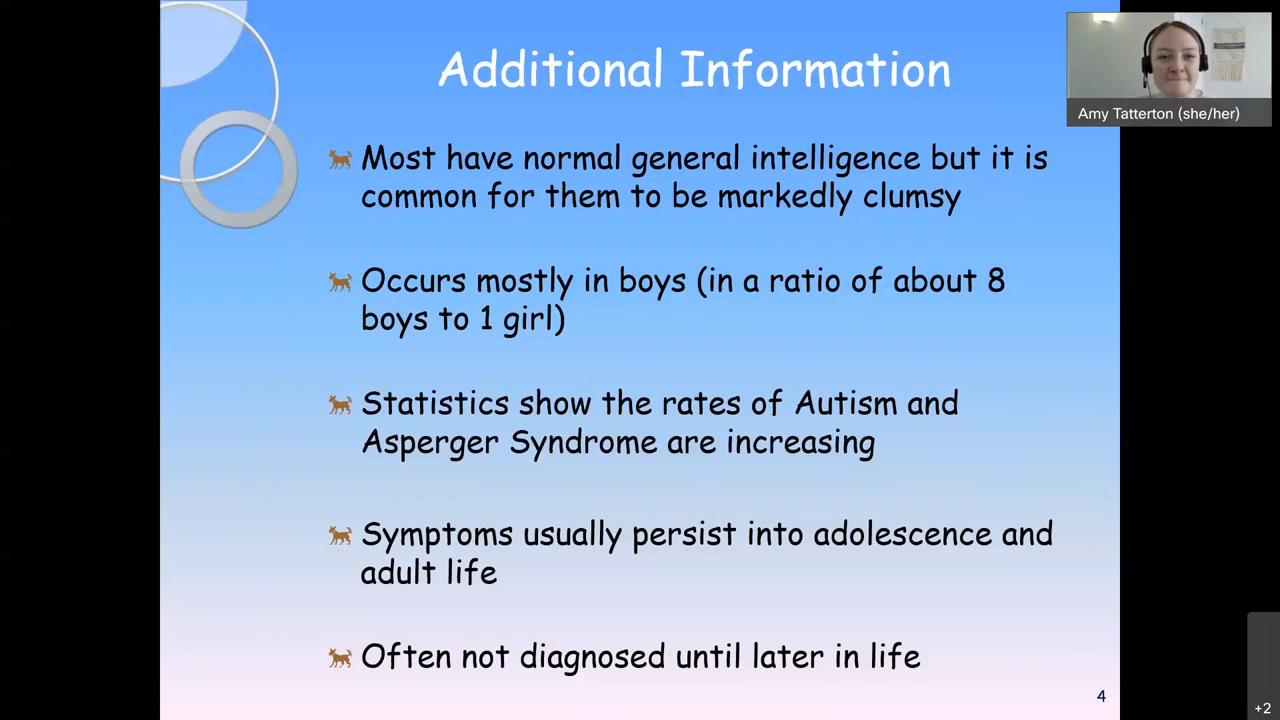 Additional Information
Amy Tatterton (she/her)
Most have normal general intelligence but it is
common for them to be markedly clumsy
Occurs mostly in boys (in a ratio of about 8
boys to 1 girl)
Statistics show the rates of Autism and
Asperger Syndrome are increasing
Symptoms usually persist into adolescence and
adult life
Often not diagnosed until later in life
4
+2